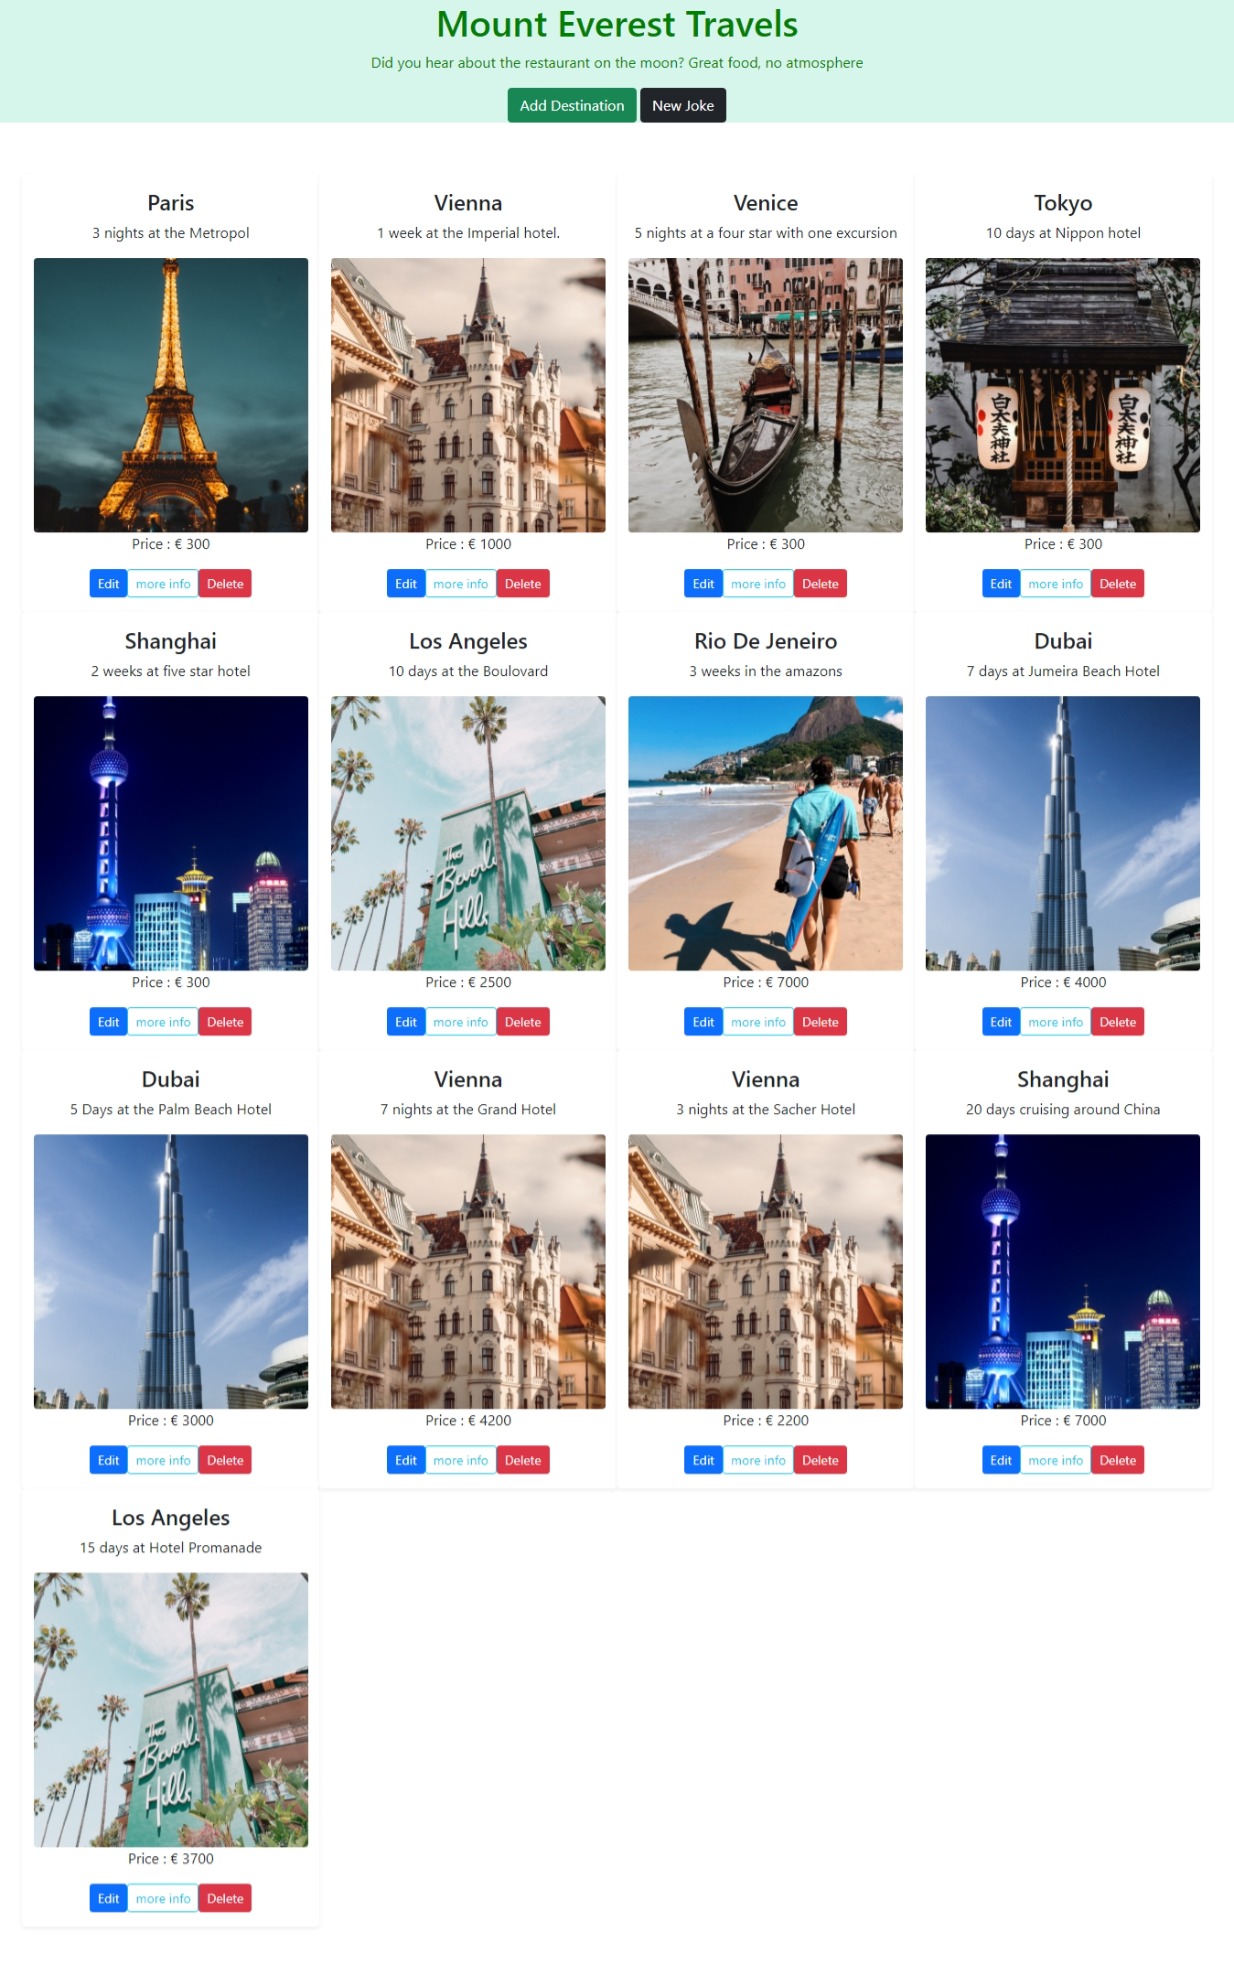 Mount Everest Travels
Did you hear about the restaurant on the moon? Great food, no atmosphere
Add Destination New Joke
Paris
3 nights at the Metropol
Price : € 300
Edit more info Delete
Vienna
1 week at the Imperial hotel.
Price : € 1000
Edit more info Delete
Venice
5 nights at a four star with one excursion
Price : € 300
Edit more info Delete
Tokyo
10 days at Nippon hotel
白太夫神社
白太夫神社
Price : € 300
Edit more info Delete
Shanghai
2 weeks at five star hotel
Price : € 300
Edit more info Delete
Los Angeles
10 days at the Boulovard
The
Beverly
Hills
Price : € 2500
Edit more info Delete
Rio De Jeneiro
3 weeks in the amazons
Price : € 7000
Edit more info Delete
Dubai
7 days at Jumeira Beach Hotel
Price : € 4000
Edit more info Delete
Dubai
5 Days at the Palm Beach Hotel
Price : € 3000
Edit more info Delete
Vienna
7 nights at the Grand Hotel
Price : € 4200
Edit more info Delete
Vienna
3 nights at the Sacher Hotel
Price : € 2200
Edit more info Delete
Shanghai
20 days cruising around China
Price : € 7000
Edit more info Delete
Los Angeles
15 days at Hotel Promanade
The
Beverly
Hills
Price : € 3700
Edit more info Delete